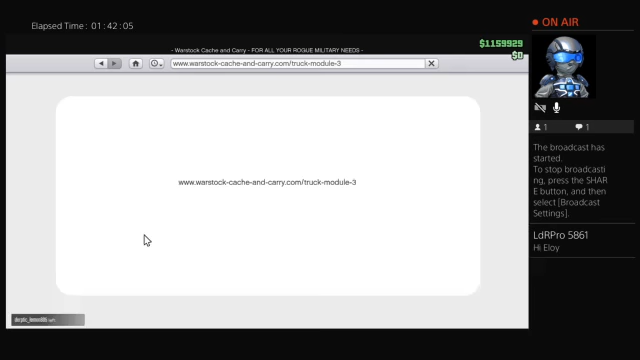 Elapsed Time : 01:42:05
ON AIR
- Warstock Cache and Carry - FOR ALL YOUR ROGUE MILITARY NEEDS -
$1159929
$0
www.warstock-cache-and-carry.com/truck-module-3
www.warstock-cache-and-carry.com/truck-module-3
1
1
The broadcast has
started.
To stop broadcasti
ng, press the SHAR
E button, and then
select [Broadcast
Settings].
LdRPro 5861
Hi Eloy